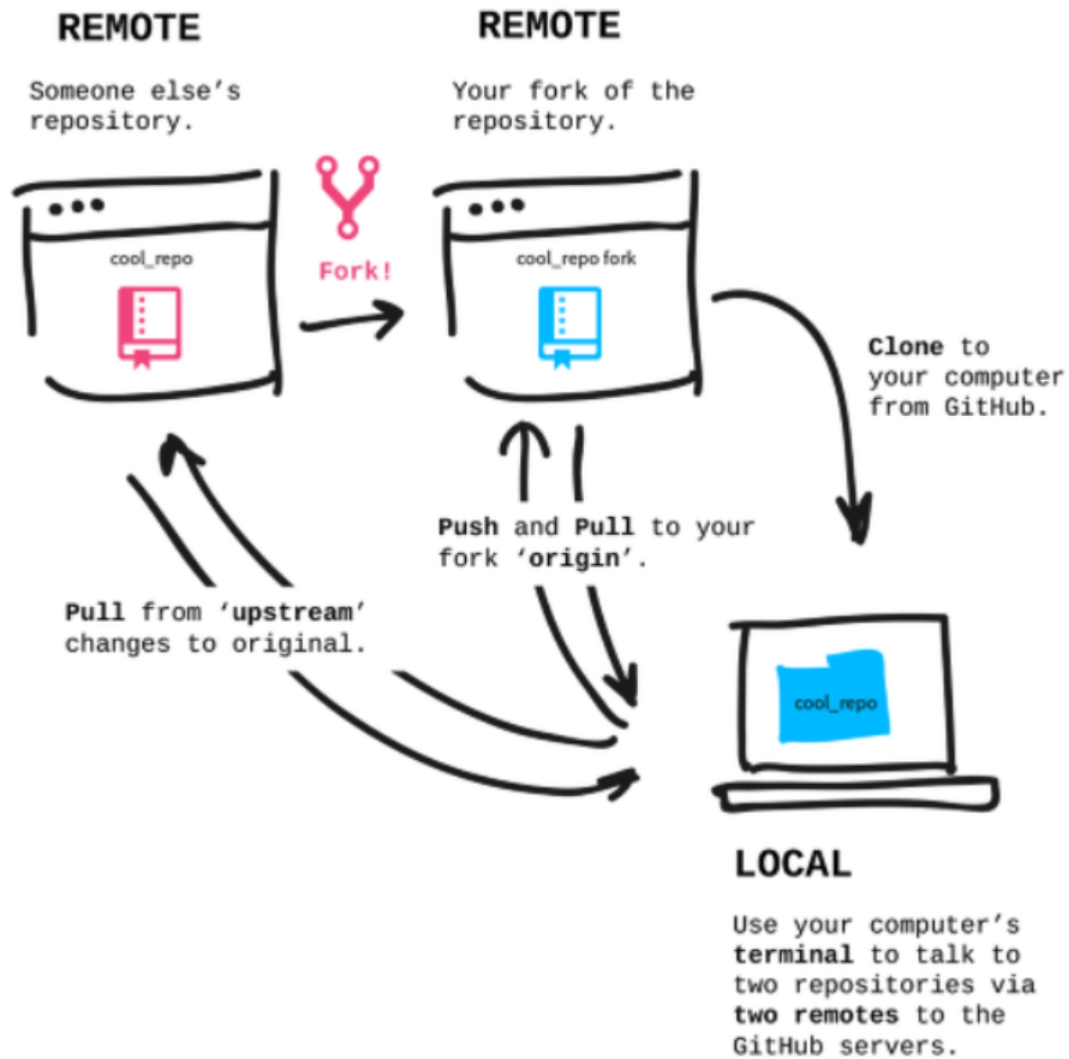 REMOTE
Someone else’s
repository.
cool_repo
Fork!
REMOTE
Your fork of the
repository.
cool_repo fork
Clone to
your computer
from GitHub.
Push and Pull to your
fork ‘origin’.
Pull from ‘upstream’
changes to original.
cool_repo
LOCAL
Use your computer’s
terminal to talk to
two repositories via
two remotes to the
GitHub servers.